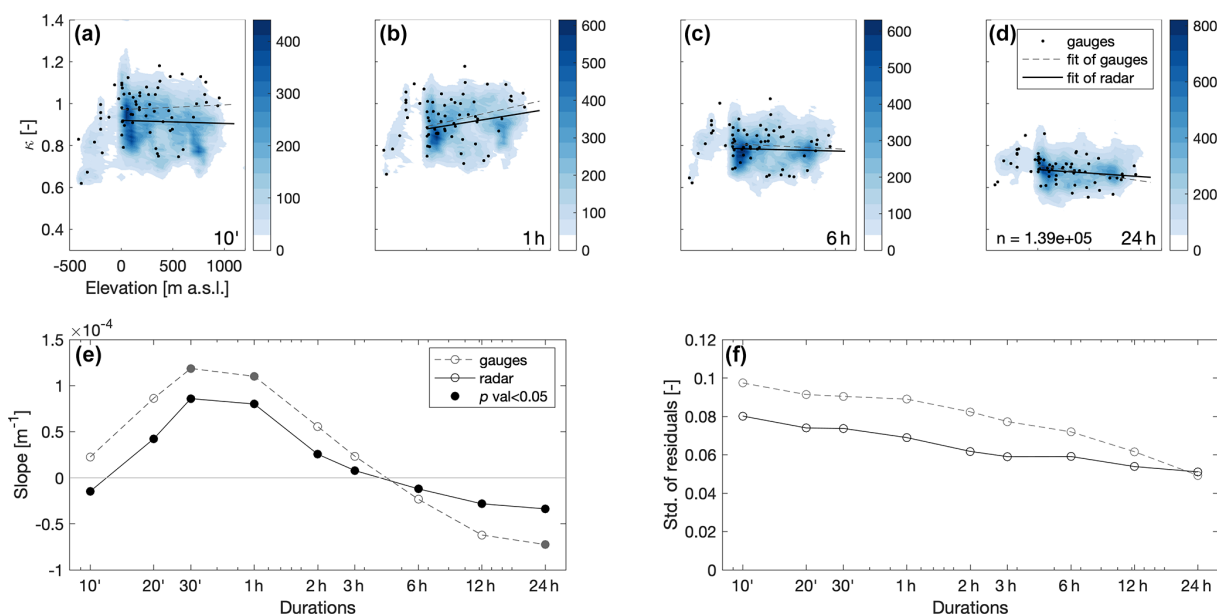 (a)
(b)
(c)
(d)
κ [-]
1.4
1.2
1
0.8
0.6
0.4
10'
-500
0
500
1000
Elevation [m a.s.l.]
400
300
200
100
0
1 h
600
500
400
300
200
100
0
6 h
600
500
400
300
200
100
0
gauges
fit of gauges
fit of radar
n = 1.39e+05
24 h
800
600
400
200
0
(e)
×10⁻⁴
1.5
1
0.5
0
-0.5
-1
Slope [m⁻¹]
gauges
radar
p val<0.05
10' 20' 30' 1 h 2 h 3 h 6 h 12 h 24 h
Durations
(f)
0.12
0.1
0.08
0.06
0.04
0.02
0
Std. of residuals [-]
10' 20' 30' 1 h 2 h 3 h 6 h 12 h 24 h
Durations